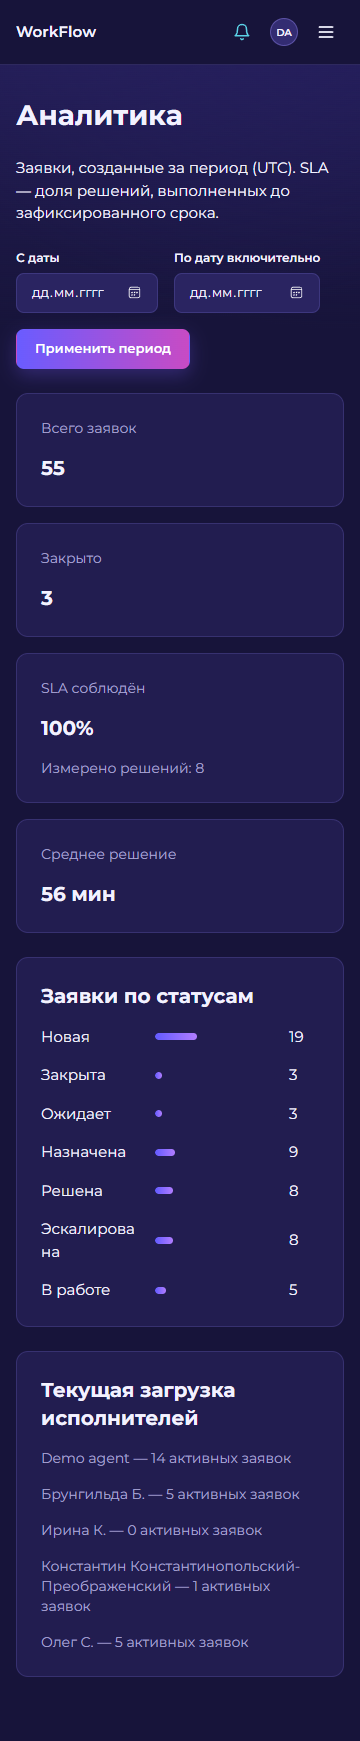 WorkFlow
DA
Аналитика
Заявки, созданные за период (UTC). SLA
— доля решений, выполненных до
зафиксированного срока.
С даты
По дату включительно
дд.мм.гггг
дд.мм.гггг
Применить период
Всего заявок
55
Закрыто
3
SLA соблюдён
100%
Измерено решений: 8
Среднее решение
56 мин
Заявки по статусам
Новая 19
Закрыта 3
Ожидает 3
Назначена 9
Решена 8
Эскалирова
на 8
В работе 5
Текущая загрузка
исполнителей
Demo agent — 14 активных заявок
Брунгильда Б. — 5 активных заявок
Ирина К. — 0 активных заявок
Константин Константинопольский-
Преображенский — 1 активных
заявок
Олег С. — 5 активных заявок